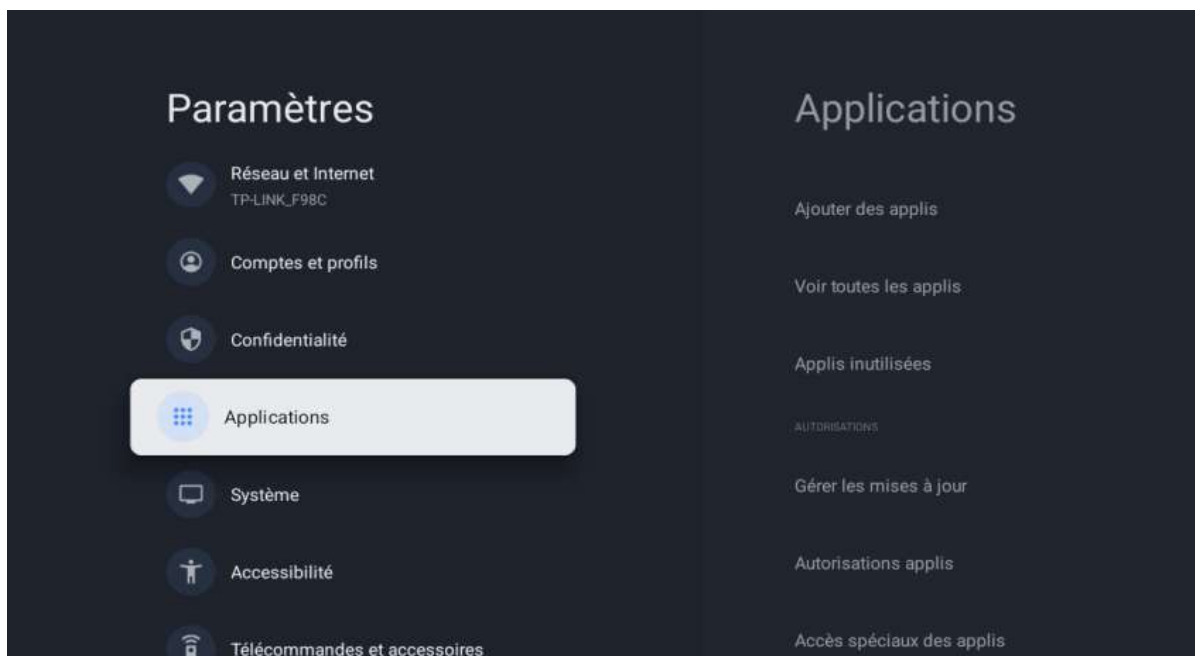 Paramètres
Réseau et Internet
TP-LINK_F98C
Comptes et profils
Confidentialité
Applications
Système
Accessibilité
Télécommandes et accessoires
Applications
Ajouter des applis
Voir toutes les applis
Applis inutilisées
AUTORISATIONS
Gérer les mises à jour
Autorisations applis
Accès spéciaux des applis